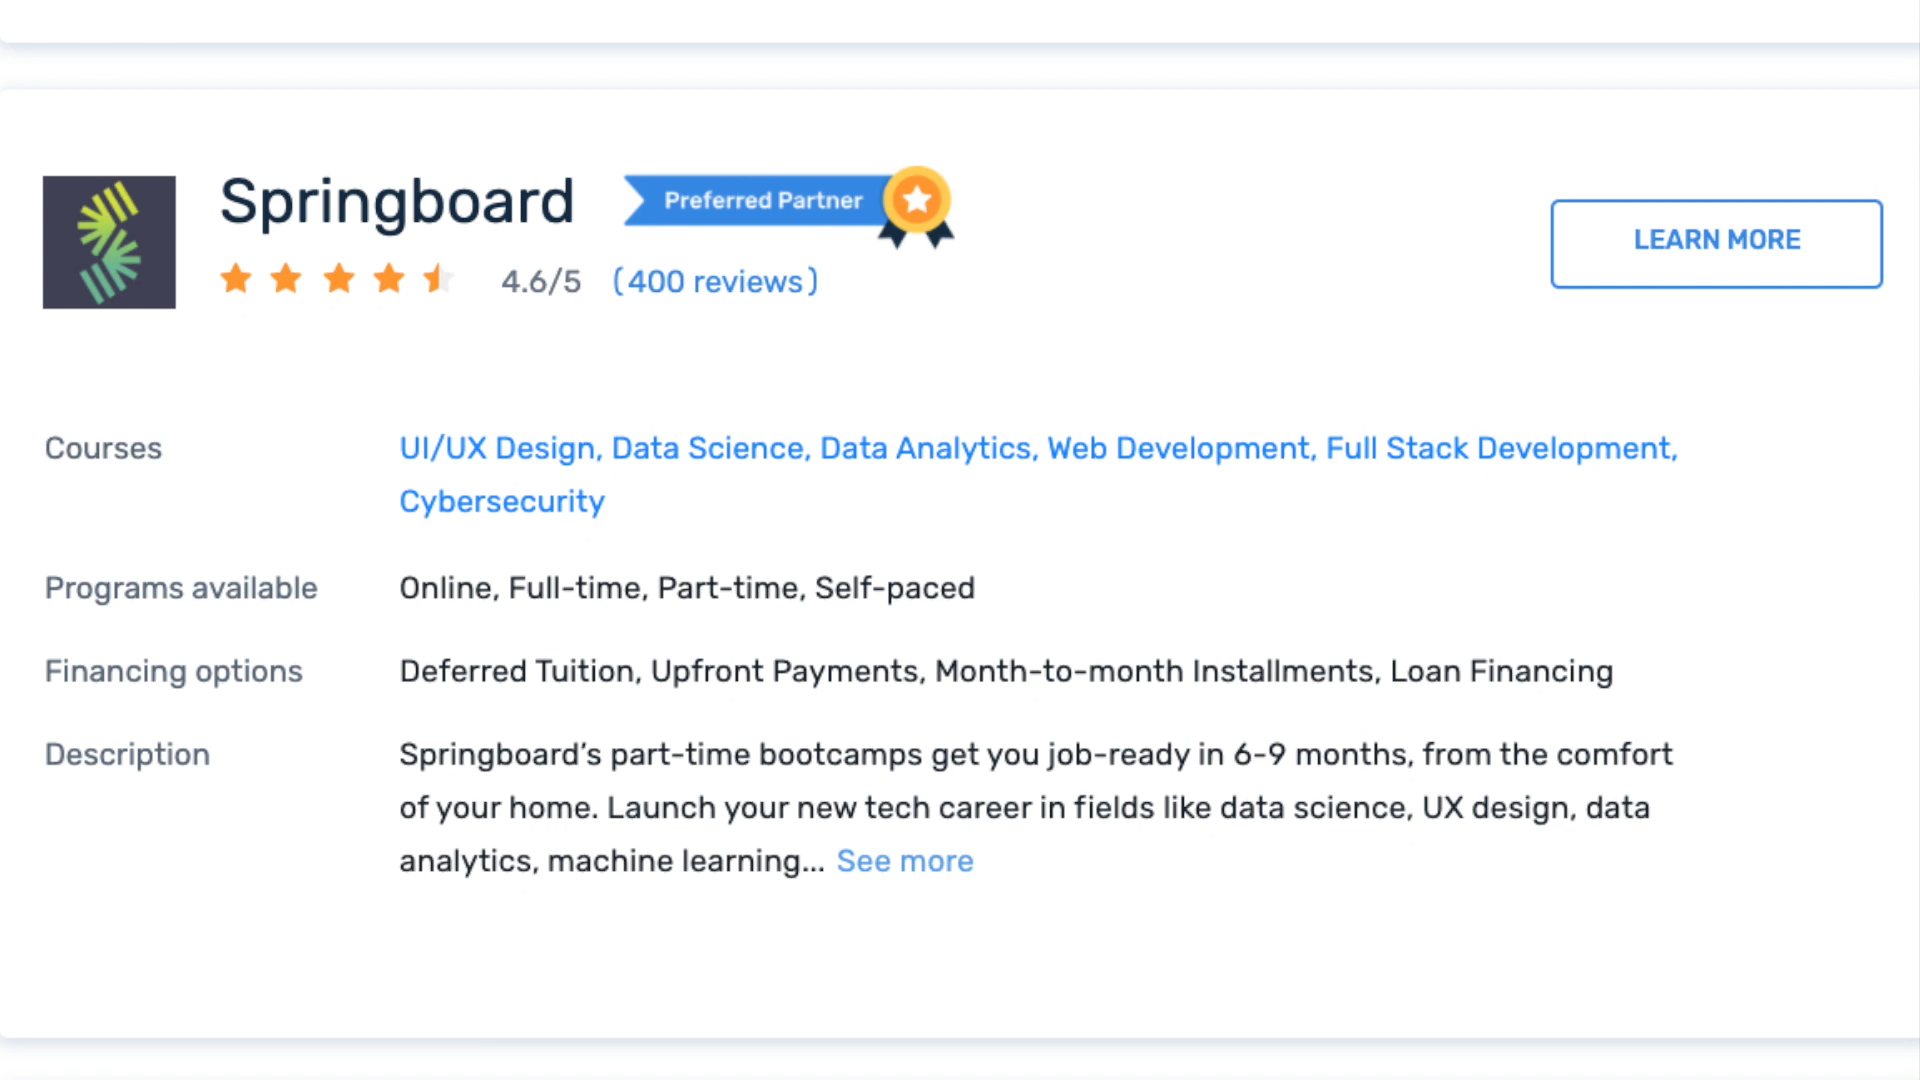 Springboard
Preferred Partner
4.6/5 (400 reviews)
LEARN MORE
Courses
UI/UX Design, Data Science, Data Analytics, Web Development, Full Stack Development,
Cybersecurity
Programs available
Online, Full-time, Part-time, Self-paced
Financing options
Deferred Tuition, Upfront Payments, Month-to-month Installments, Loan Financing
Description
Springboard’s part-time bootcamps get you job-ready in 6-9 months, from the comfort
of your home. Launch your new tech career in fields like data science, UX design, data
analytics, machine learning... See more